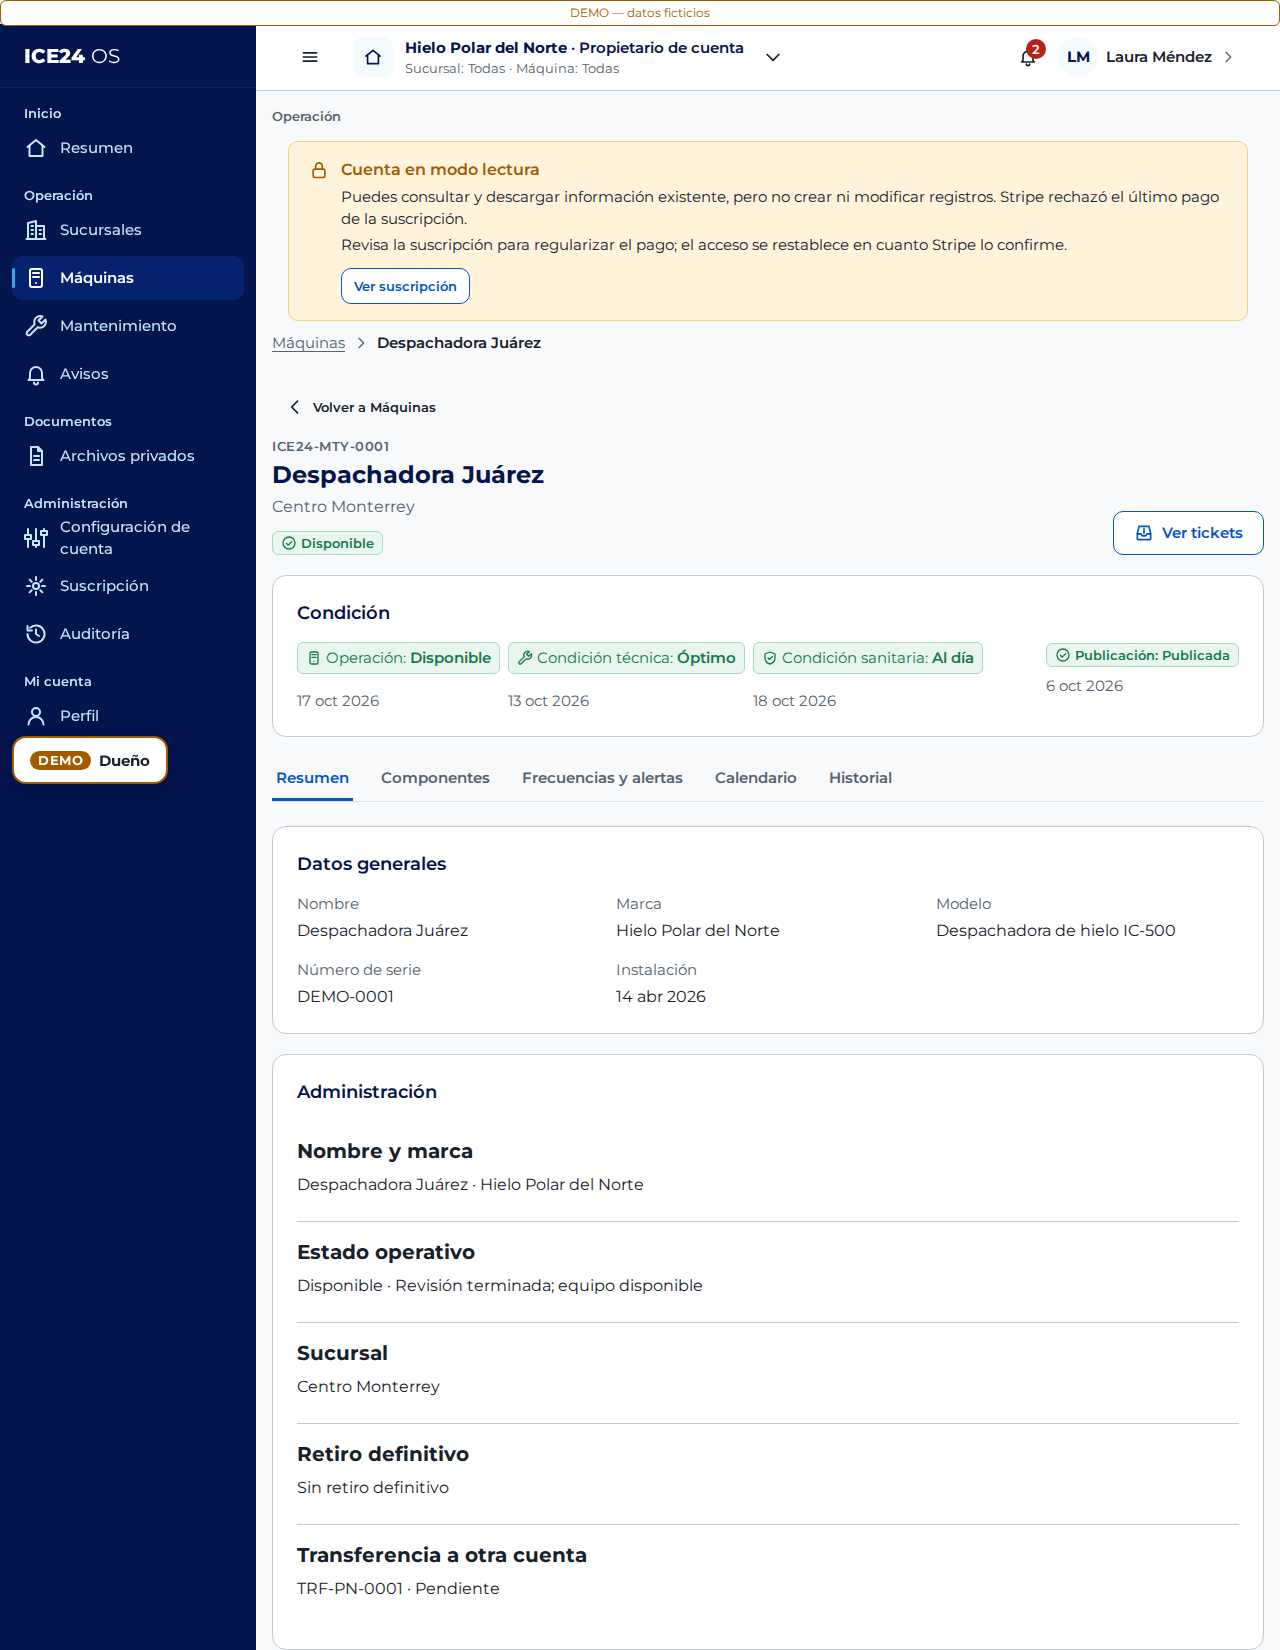 DEMO — datos ficticios
ICE24 OS
Inicio
Resumen
Operación
Sucursales
Máquinas
Mantenimiento
Avisos
Documentos
Archivos privados
Administración
Configuración de
cuenta
Suscripción
Auditoría
Mi cuenta
Perfil
DEMO Dueño
Hielo Polar del Norte · Propietario de cuenta
Sucursal: Todas · Máquina: Todas
2
LM Laura Méndez
Operación
Cuenta en modo lectura
Puedes consultar y descargar información existente, pero no crear ni modificar registros. Stripe rechazó el último pago
de la suscripción.
Revisa la suscripción para regularizar el pago; el acceso se restablece en cuanto Stripe lo confirme.
Ver suscripción
Máquinas > Despachadora Juárez
Volver a Máquinas
ICE24-MTY-0001
Despachadora Juárez
Centro Monterrey
Disponible
Ver tickets
Condición
Operación: Disponible
17 oct 2026
Condición técnica: Óptimo
13 oct 2026
Condición sanitaria: Al día
18 oct 2026
Publicación: Publicada
6 oct 2026
Resumen Componentes Frecuencias y alertas Calendario Historial
Datos generales
Nombre
Despachadora Juárez
Marca
Hielo Polar del Norte
Modelo
Despachadora de hielo IC-500
Número de serie
DEMO-0001
Instalación
14 abr 2026
Administración
Nombre y marca
Despachadora Juárez · Hielo Polar del Norte
Estado operativo
Disponible · Revisión terminada; equipo disponible
Sucursal
Centro Monterrey
Retiro definitivo
Sin retiro definitivo
Transferencia a otra cuenta
TRF-PN-0001 · Pendiente